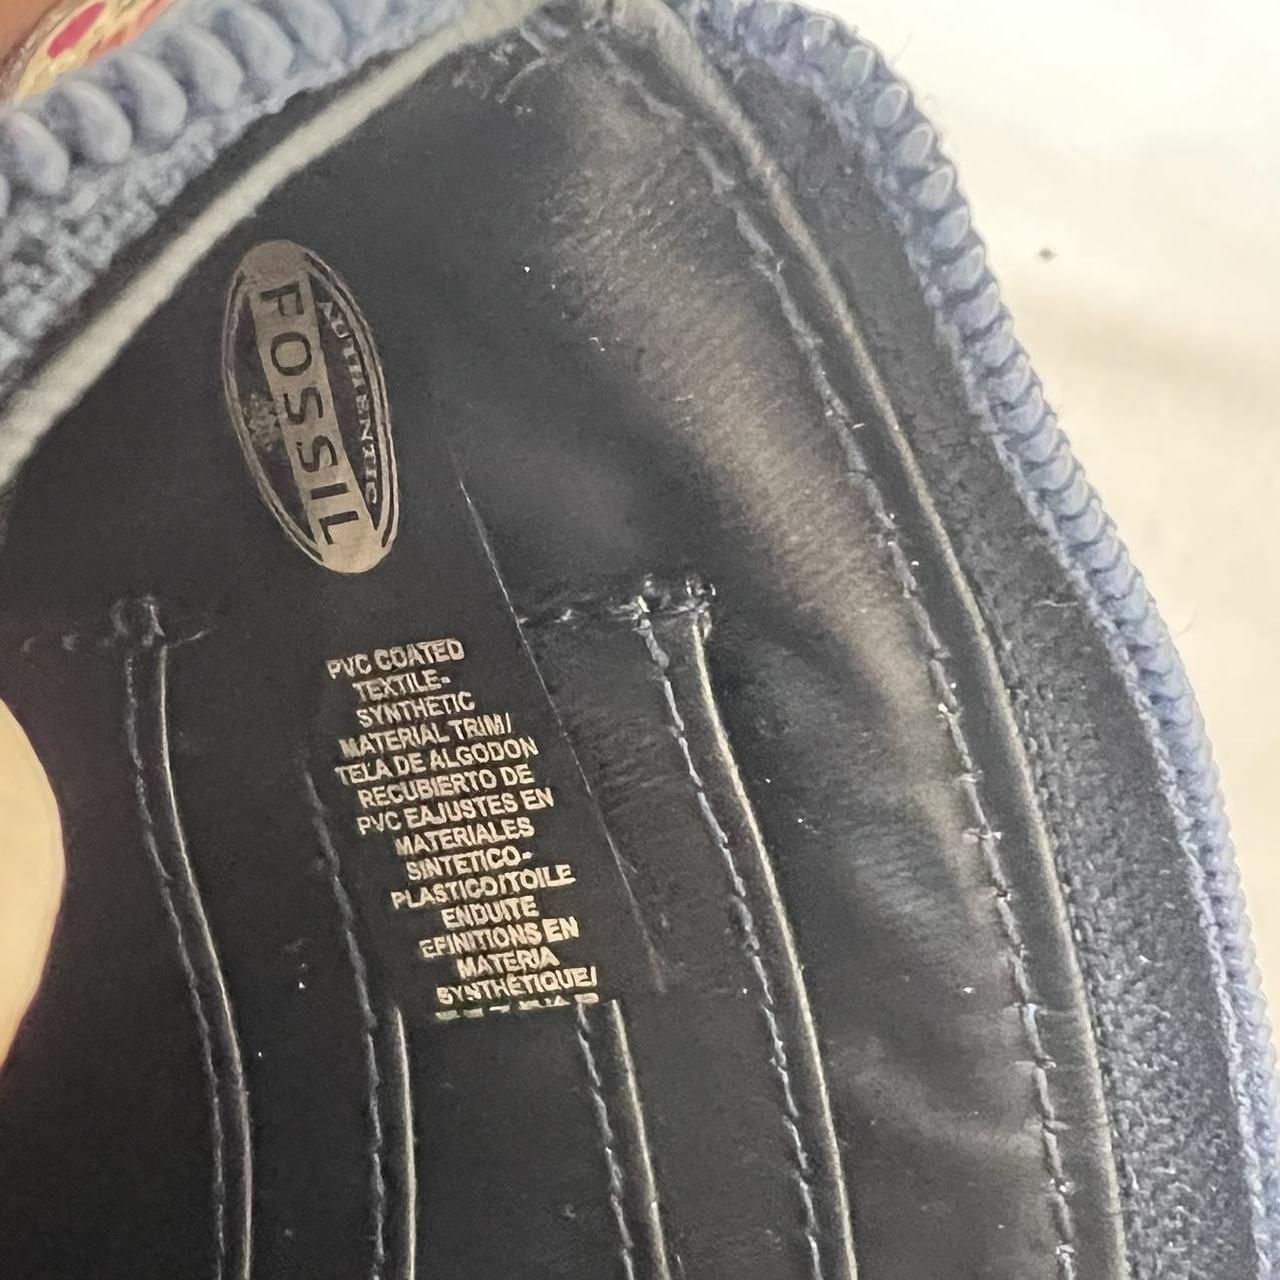 AUTHENTIC
FOSSIL
PVC COATED
TEXTILE-
SYNTHETIC
MATERIAL TRIM/
TELA DE ALGODON
RECUBIERTO DE
PVC EAJUSTES EN
MATERIALES
SINTETICO-
PLASTICO/TOILE
ENDUITE
EFINITIONS EN
MATERIA
SYNTHÉTIQUE/